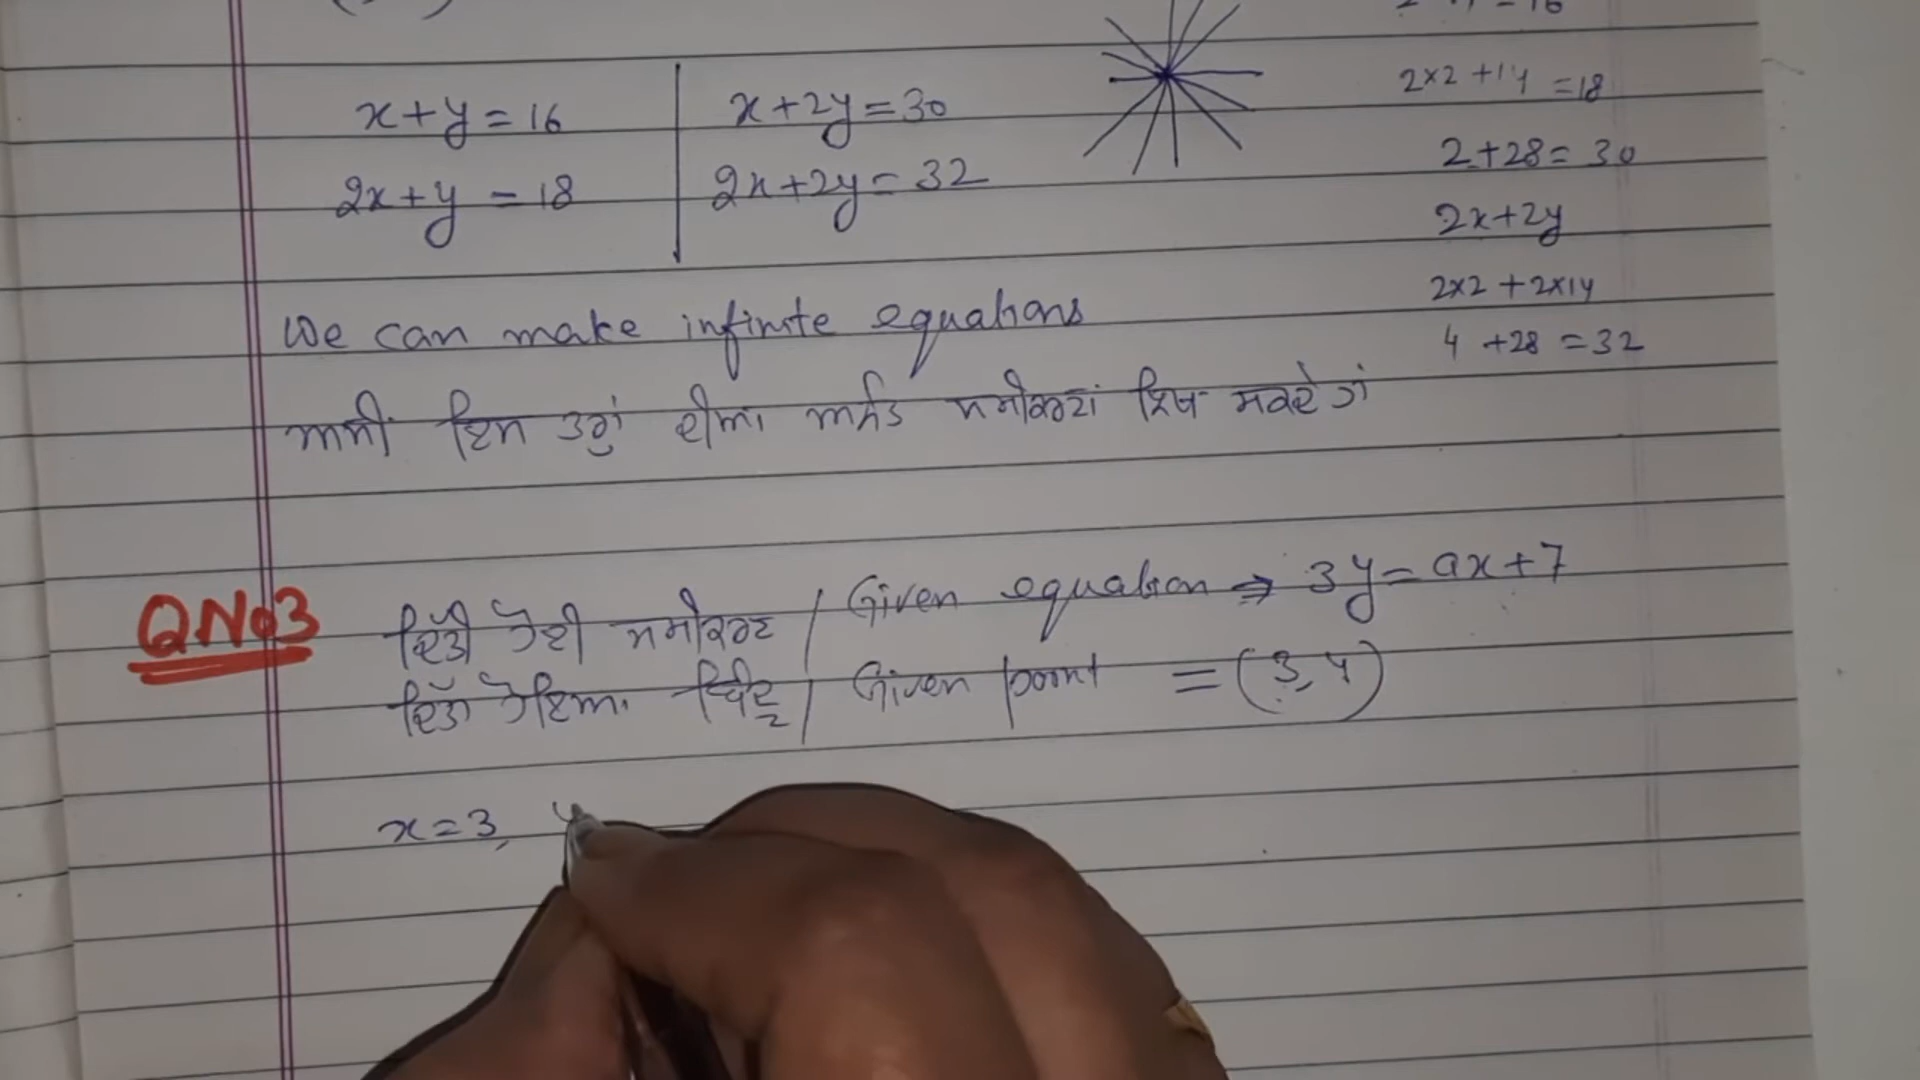 x+y=16
2x+y=18
x+2y=30
2x+2y=32
2×2+14=18
2+28=30
2x+2y
2×2+2×14
4+28=32
We can make infinite equations
ਅਸੀਂ ਇਸ ਤਰ੍ਹਾਂ ਦੀਆਂ ਅਨੰਤ ਸਮੀਕਰਣਾਂ ਲਿਖ ਸਕਦੇ ਹਾਂ
QNo3
ਦਿੱਤੀ ਹੋਈ ਸਮੀਕਰਣ / Given equation ⇒ 3y=ax+7
ਦਿੱਤਾ ਹੋਇਆ ਬਿੰਦੂ / Given point = (3,4)
x=3,